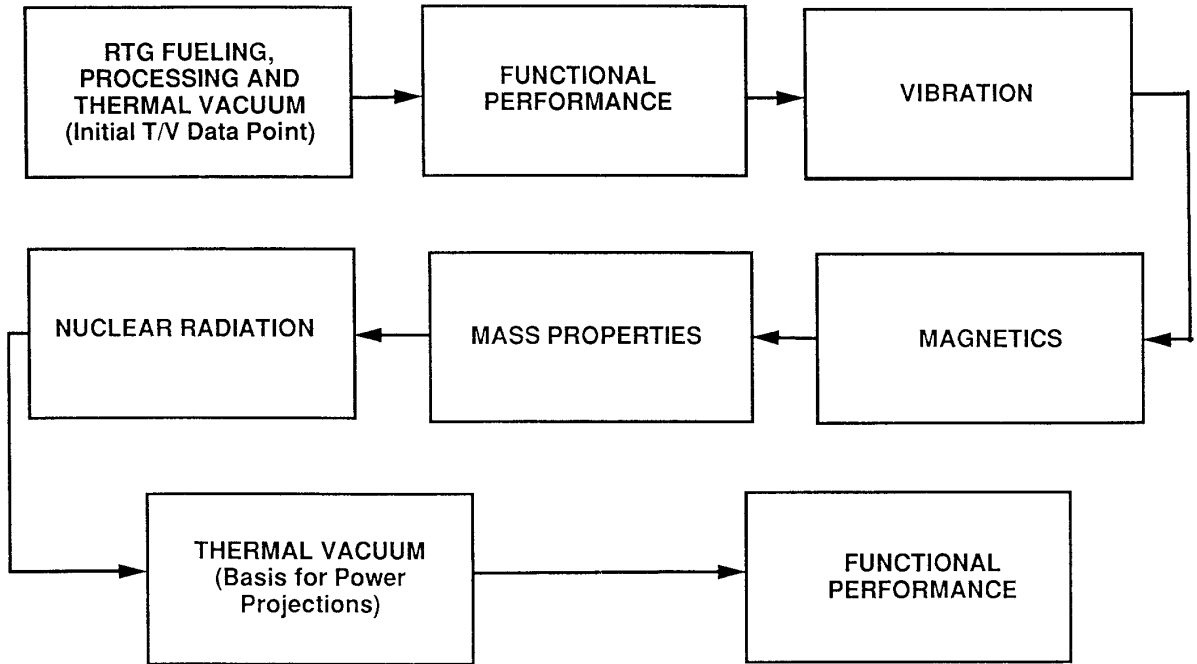 RTG FUELING,
PROCESSING AND
THERMAL VACUUM
(Initial T/V Data Point)
FUNCTIONAL
PERFORMANCE
VIBRATION
MAGNETICS
MASS PROPERTIES
NUCLEAR RADIATION
THERMAL VACUUM
(Basis for Power
Projections)
FUNCTIONAL
PERFORMANCE